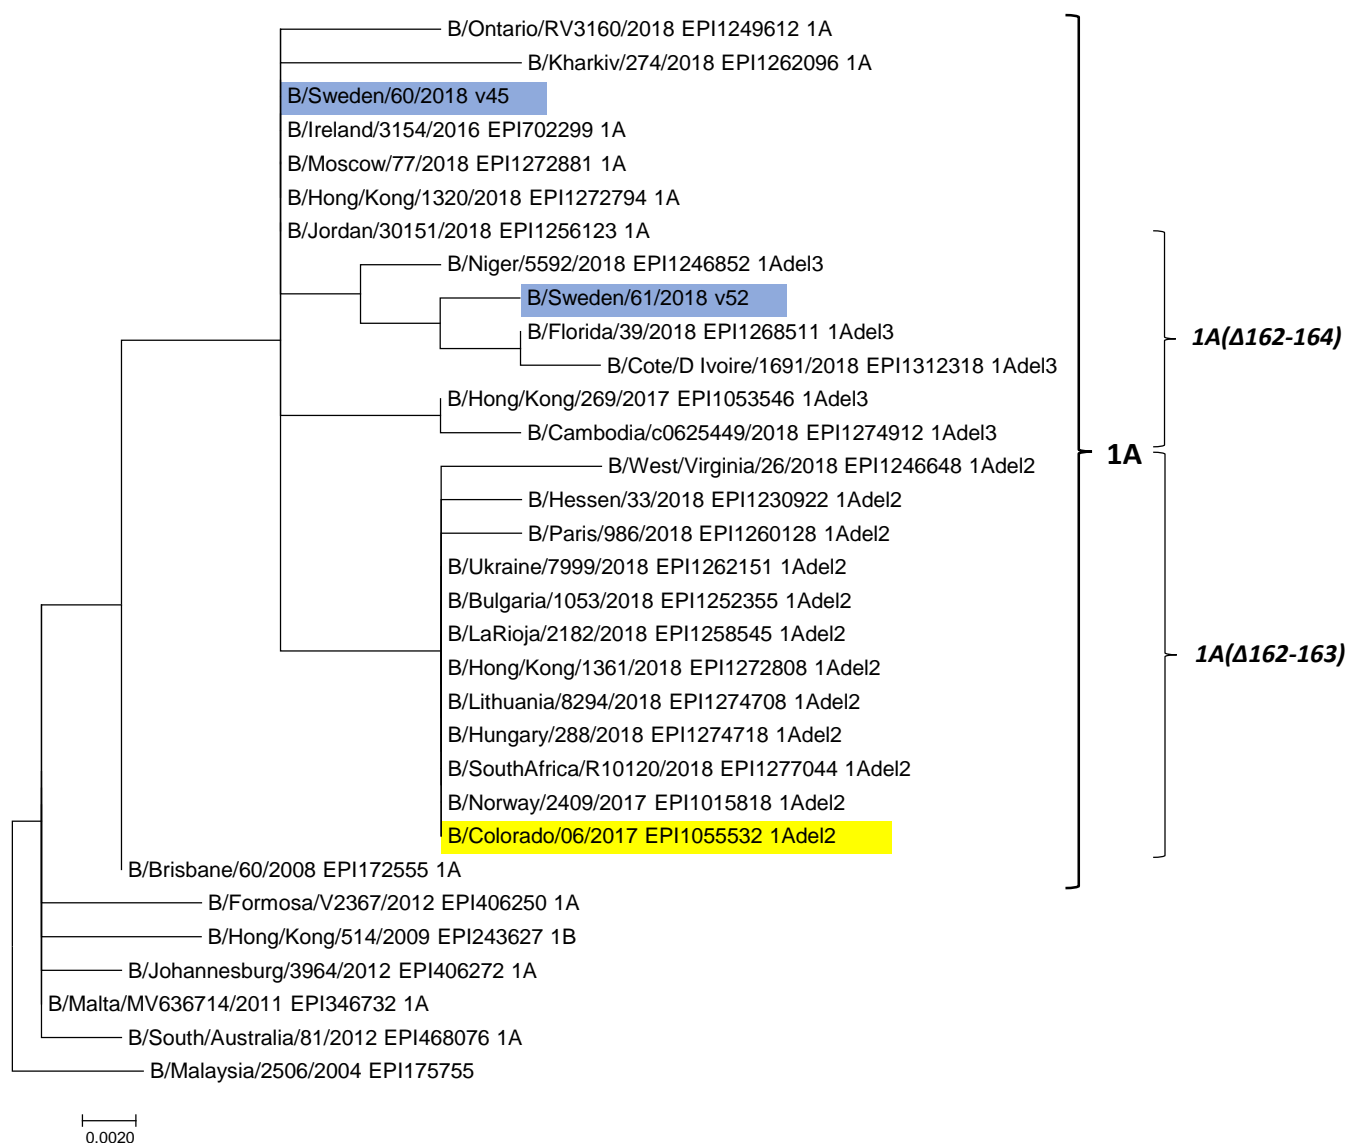 B/Ontario/RV3160/2018 EPI1249612 1A
B/Kharkiv/274/2018 EPI1262096 1A
B/Sweden/60/2018 v45
B/Ireland/3154/2016 EPI702299 1A
B/Moscow/77/2018 EPI1272881 1A
B/Hong/Kong/1320/2018 EPI1272794 1A
B/Jordan/30151/2018 EPI1256123 1A
B/Niger/5592/2018 EPI1246852 1Adel3
B/Sweden/61/2018 v52
B/Florida/39/2018 EPI1268511 1Adel3
1A(Δ162-164)
B/Cote/D Ivoire/1691/2018 EPI1312318 1Adel3
B/Hong/Kong/269/2017 EPI1053546 1Adel3
B/Cambodia/c0625449/2018 EPI1274912 1Adel3
1A
B/West/Virginia/26/2018 EPI1246648 1Adel2
B/Hessen/33/2018 EPI1230922 1Adel2
B/Paris/986/2018 EPI1260128 1Adel2
B/Ukraine/7999/2018 EPI1262151 1Adel2
B/Bulgaria/1053/2018 EPI1252355 1Adel2
B/LaRioja/2182/2018 EPI1258545 1Adel2
1A(Δ162-163)
B/Hong/Kong/1361/2018 EPI1272808 1Adel2
B/Lithuania/8294/2018 EPI1274708 1Adel2
B/Hungary/288/2018 EPI1274718 1Adel2
B/SouthAfrica/R10120/2018 EPI1277044 1Adel2
B/Norway/2409/2017 EPI1015818 1Adel2
B/Colorado/06/2017 EPI1055532 1Adel2
B/Brisbane/60/2008 EPI172555 1A
B/Formosa/V2367/2012 EPI406250 1A
B/Hong/Kong/514/2009 EPI243627 1B
B/Johannesburg/3964/2012 EPI406272 1A
B/Malta/MV636714/2011 EPI346732 1A
B/South/Australia/81/2012 EPI468076 1A
B/Malaysia/2506/2004 EPI175755
0.0020